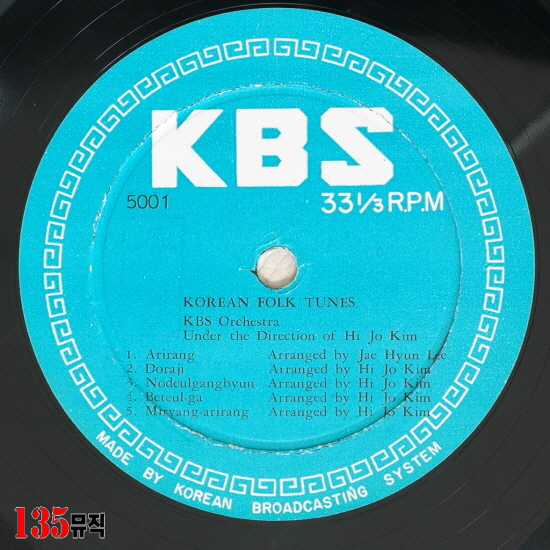 KBS
5001
33 1/3 R.P.M
KOREAN FOLK TUNES
KBS Orchestra
Under the Direction of Hi Jo Kim
1. Arirang Arranged by Jae Hyun Lee
2. Doraji Arranged by Hi Jo Kim
3. Nodeulganghyun Arranged by Hi Jo Kim
4. Beteul-ga Arranged by Hi Jo Kim
5. Miryang-arirang Arranged by Hi Jo Kim
MADE BY KOREAN BROADCASTING SYSTEM
135뮤직